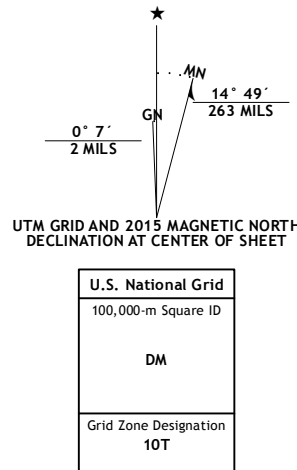 ★
MN
GN
14° 49´
263 MILS
0° 7´
2 MILS
UTM GRID AND 2015 MAGNETIC NORTH
DECLINATION AT CENTER OF SHEET
U.S. National Grid
100,000-m Square ID
DM
Grid Zone Designation
10T